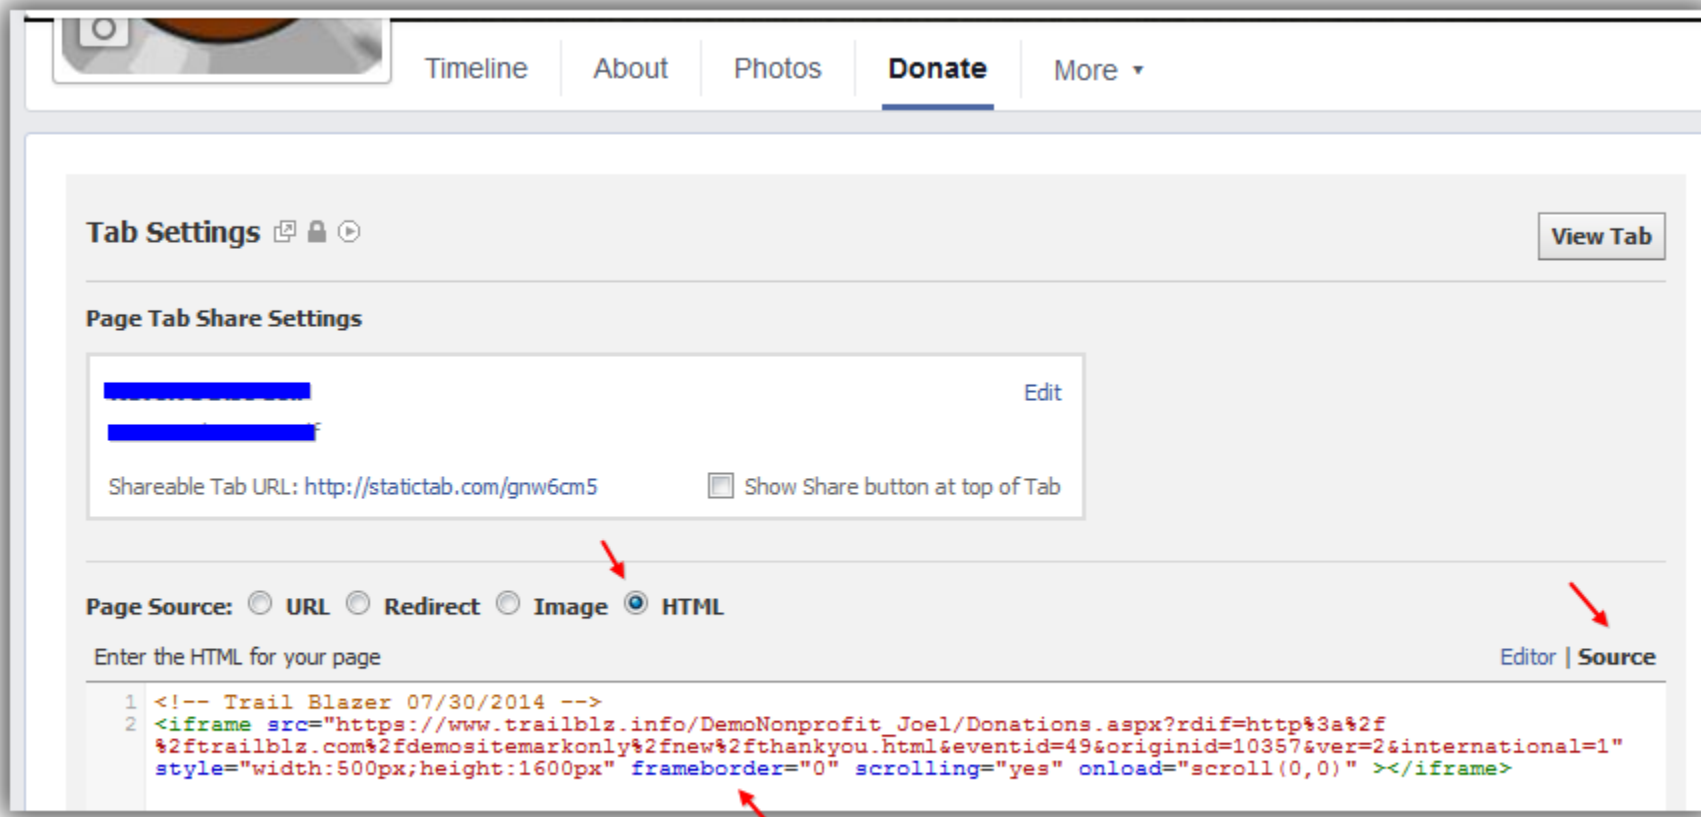 Timeline About Photos Donate More
Tab Settings View Tab
Page Tab Share Settings
Edit
Shareable Tab URL: http://statictab.com/gnw6cm5 Show Share button at top of Tab
Page Source: URL Redirect Image HTML
Enter the HTML for your page Editor | Source
1 <!-- Trail Blazer 07/30/2014 -->
2 <iframe src="https://www.trailblz.info/DemoNonprofit_Joel/Donations.aspx?rdif=http%3a%2f
%2ftrailblz.com%2fdemositemarkonly%2fnew%2fthankyou.html&eventid=49&originid=10357&ver=2&international=1"
style="width:500px;height:1600px" frameborder="0" scrolling="yes" onload="scroll(0,0)" ></iframe>